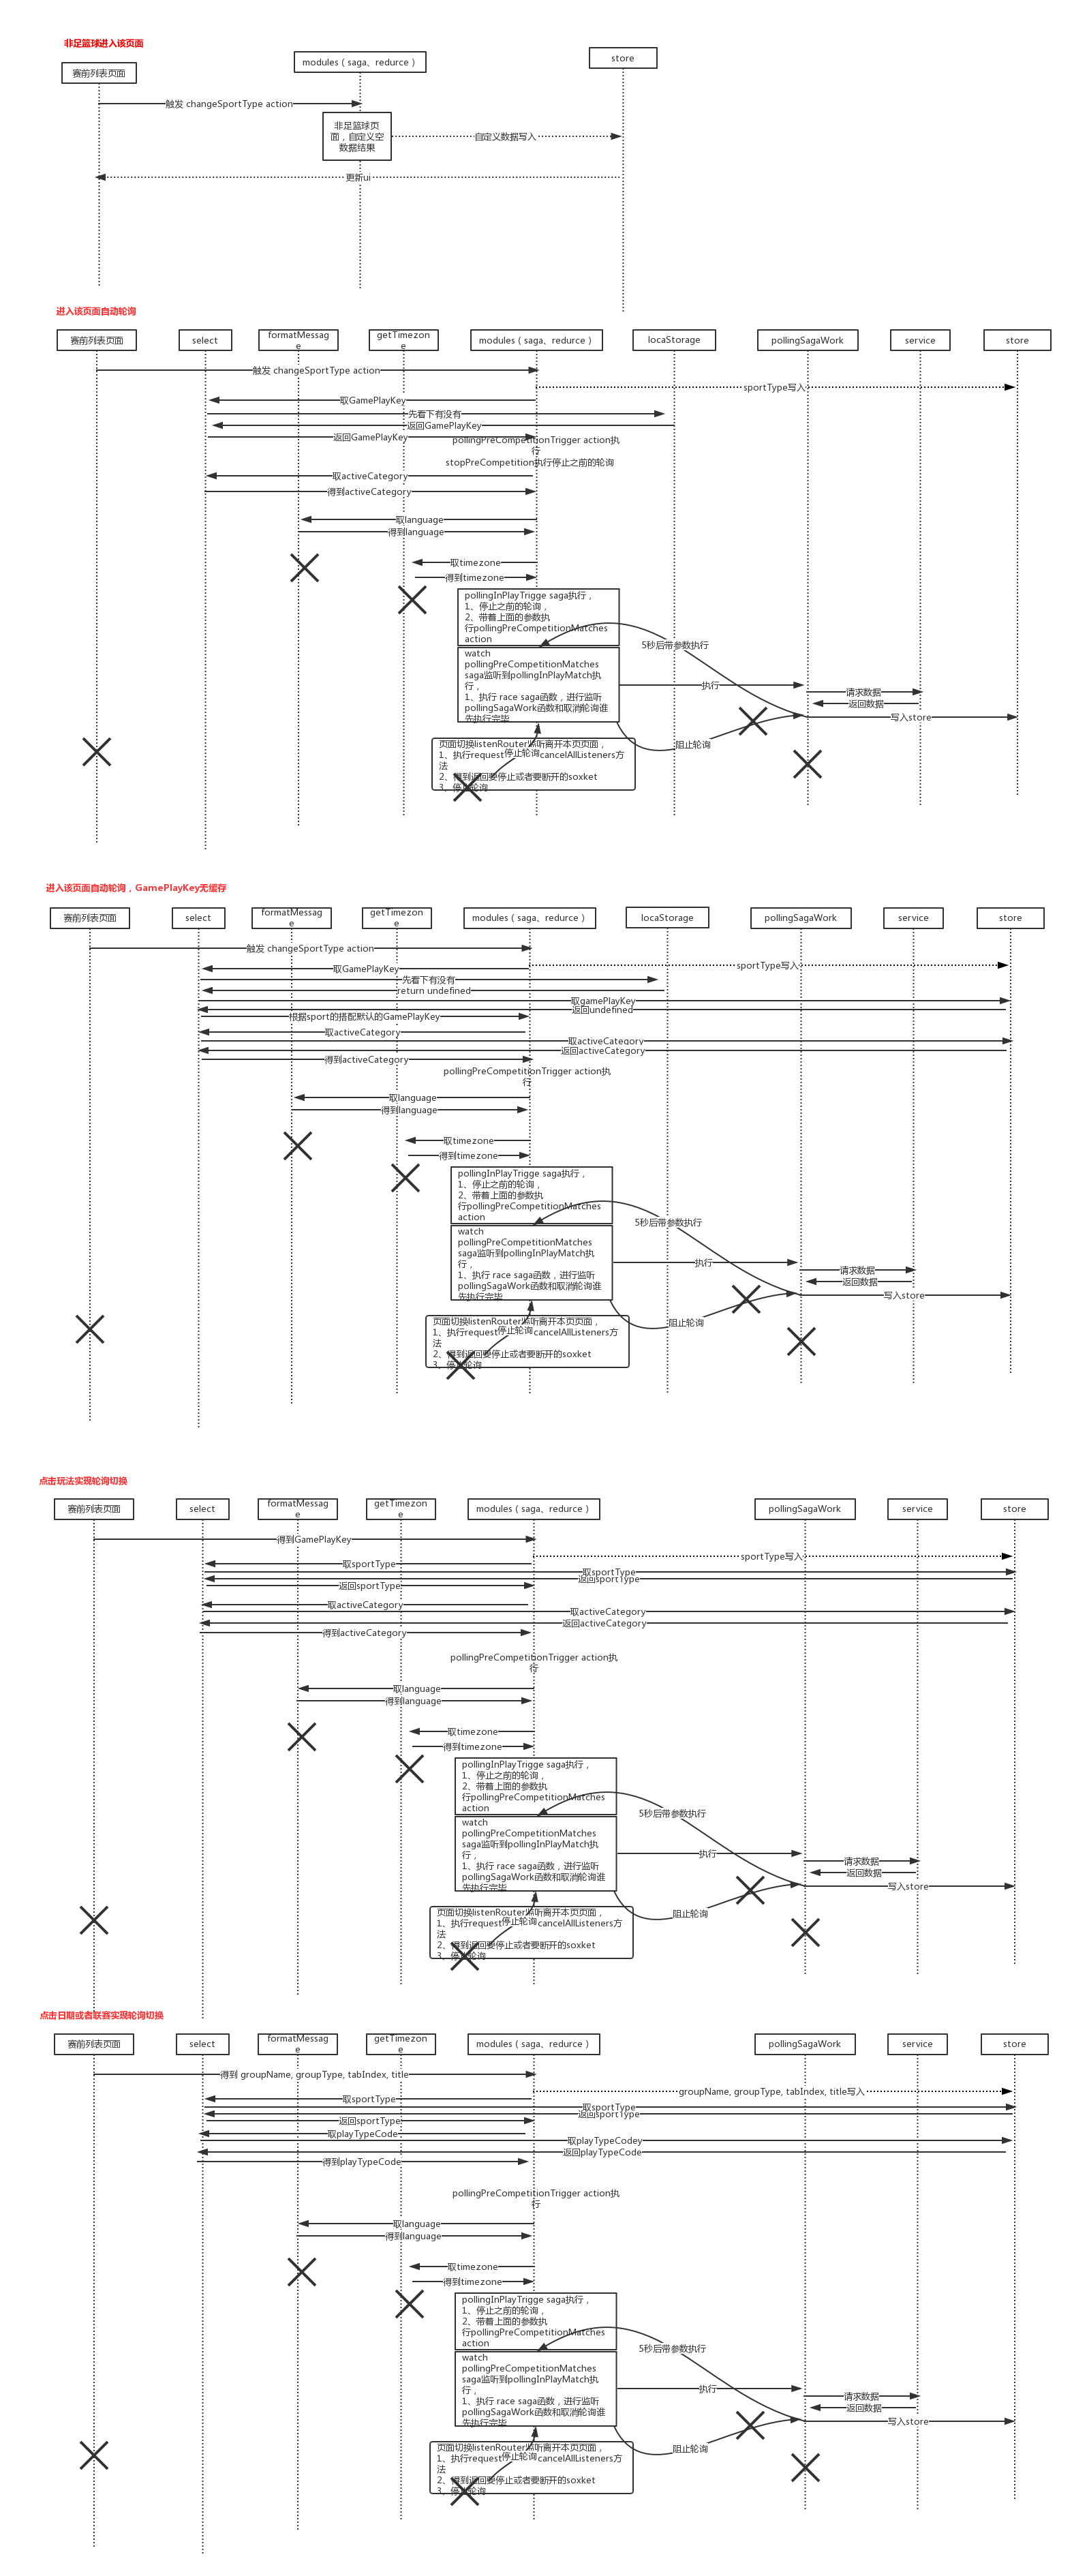 非足篮球进入该页面
赛前列表页面
modules（saga、redurce）
store
触发 changeSportType action
非足篮球页
面，自定义空
数据结果
自定义数据写入
更新ui
进入该页面自动轮询
赛前列表页面
select
formatMessag
e
getTimezon
e
modules（saga、redurce）
locaStorage
pollingSagaWork
service
store
触发 changeSportType action
sportType写入
取GamePlayKey
先看下有没有
返回GamePlayKey
返回GamePlayKey
pollingPreCompetitionTrigger action执
行
stopPreCompetition执行停止之前的轮询
取activeCategory
得到activeCategory
取language
得到language
取timezone
得到timezone
pollingInPlayTrigge saga执行，
1、停止之前的轮询，
2、带着上面的参数执
行pollingPreCompetitionMatches
action
5秒后带参数执行
watch
pollingPreCompetitionMatches
saga监听到pollingInPlayMatch执
行，
1、执行 race saga函数，进行监听
pollingSagaWork函数和取消轮询谁
先执行完毕
执行
请求数据
返回数据
写入store
阻止轮询
页面切换listenRouter监听离开本页页面，
1、执行request停止轮询cancelAllListeners方
法
2、得到返回要停止或者要断开的soxket
3、停止轮询
进入该页面自动轮询，GamePlayKey无缓存
赛前列表页面
select
formatMessag
e
getTimezon
e
modules（saga、redurce）
locaStorage
pollingSagaWork
service
store
触发 changeSportType action
sportType写入
取GamePlayKey
先看下有没有
return undefined
取gamePlayKey
返回undefined
根据sport的搭配默认的GamePlayKey
取activeCategory
取activeCategory
返回activeCategory
得到activeCategory
pollingPreCompetitionTrigger action执
行
取language
得到language
取timezone
得到timezone
pollingInPlayTrigge saga执行，
1、停止之前的轮询，
2、带着上面的参数执
行pollingPreCompetitionMatches
action
5秒后带参数执行
watch
pollingPreCompetitionMatches
saga监听到pollingInPlayMatch执
行，
1、执行 race saga函数，进行监听
pollingSagaWork函数和取消轮询谁
先执行完毕
执行
请求数据
返回数据
写入store
阻止轮询
页面切换listenRouter监听离开本页页面，
1、执行request停止轮询cancelAllListeners方
法
2、得到返回要停止或者要断开的soxket
3、停止轮询
点击玩法实现轮询切换
赛前列表页面
select
formatMessag
e
getTimezon
e
modules（saga、redurce）
pollingSagaWork
service
store
得到GamePlayKey
sportType写入
取sportType
取sportType
返回sportType
返回sportType
取activeCategory
取activeCategory
返回activeCategory
得到activeCategory
pollingPreCompetitionTrigger action执
行
取language
得到language
取timezone
得到timezone
pollingInPlayTrigge saga执行，
1、停止之前的轮询，
2、带着上面的参数执
行pollingPreCompetitionMatches
action
5秒后带参数执行
watch
pollingPreCompetitionMatches
saga监听到pollingInPlayMatch执
行，
1、执行 race saga函数，进行监听
pollingSagaWork函数和取消轮询谁
先执行完毕
执行
请求数据
返回数据
写入store
阻止轮询
页面切换listenRouter监听离开本页页面，
1、执行request停止轮询cancelAllListeners方
法
2、得到返回要停止或者要断开的soxket
3、停止轮询
点击日期或者联赛实现轮询切换
赛前列表页面
select
formatMessag
e
getTimezon
e
modules（saga、redurce）
pollingSagaWork
service
store
得到 groupName, groupType, tabIndex, title
groupName, groupType, tabIndex, title写入
取sportType
取sportType
返回sportType
返回sportType
取playTypeCode
取playTypeCodey
返回playTypeCode
得到playTypeCode
pollingPreCompetitionTrigger action执
行
取language
得到language
取timezone
得到timezone
pollingInPlayTrigge saga执行，
1、停止之前的轮询，
2、带着上面的参数执
行pollingPreCompetitionMatches
action
5秒后带参数执行
watch
pollingPreCompetitionMatches
saga监听到pollingInPlayMatch执
行，
1、执行 race saga函数，进行监听
pollingSagaWork函数和取消轮询谁
先执行完毕
执行
请求数据
返回数据
写入store
阻止轮询
页面切换listenRouter监听离开本页页面，
1、执行request停止轮询cancelAllListeners方
法
2、得到返回要停止或者要断开的soxket
3、停止轮询